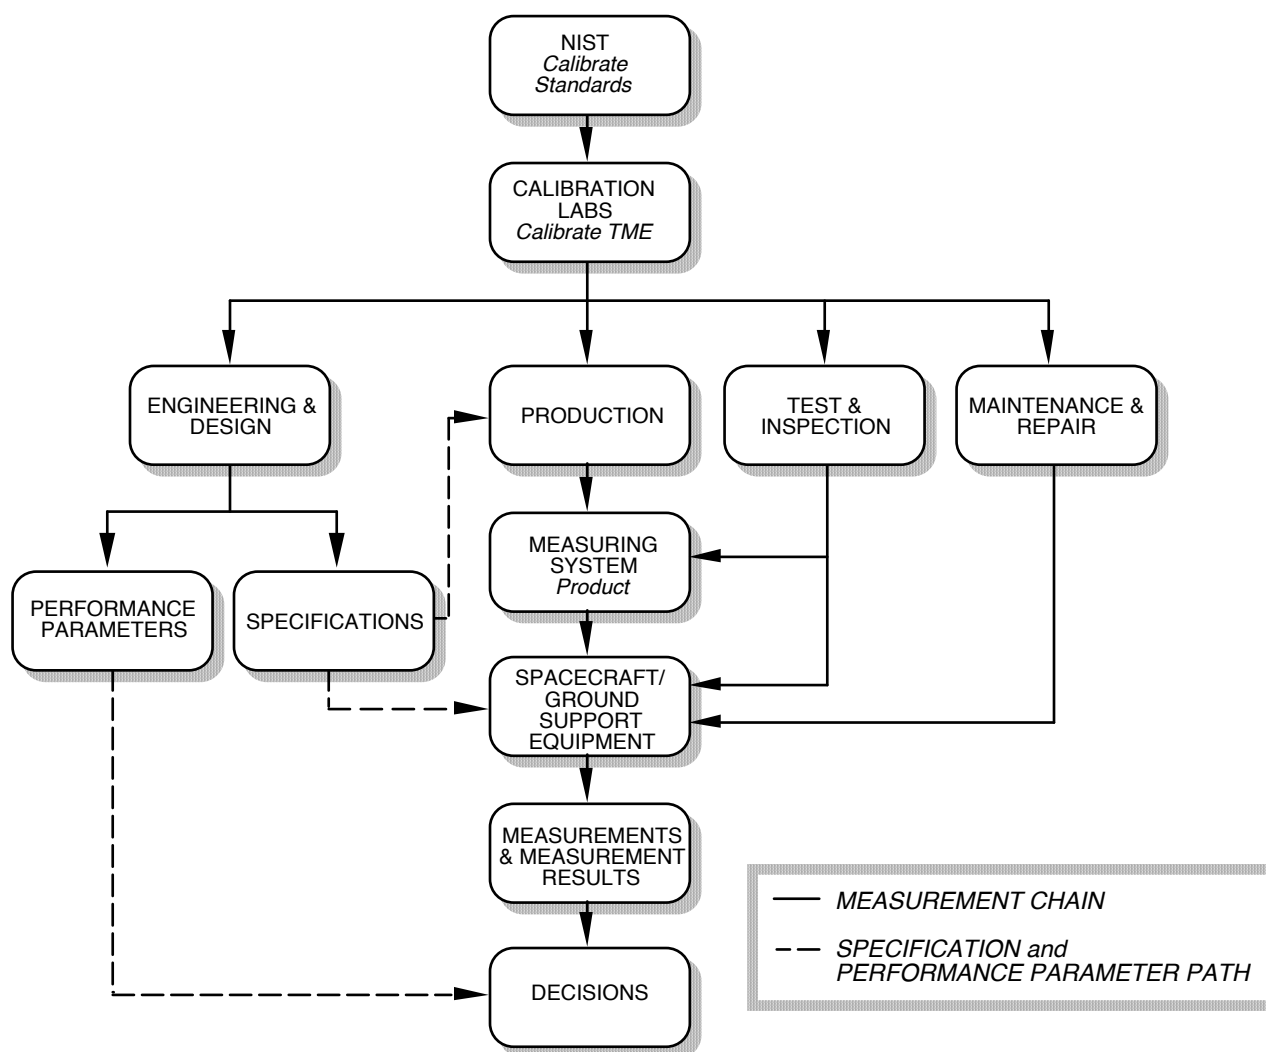 NIST
Calibrate
Standards
CALIBRATION
LABS
Calibrate TME
ENGINEERING &
DESIGN
PRODUCTION
TEST &
INSPECTION
MAINTENANCE &
REPAIR
MEASURING
SYSTEM
Product
PERFORMANCE
PARAMETERS
SPECIFICATIONS
SPACECRAFT/
GROUND
SUPPORT
EQUIPMENT
MEASUREMENTS
& MEASUREMENT
RESULTS
DECISIONS
MEASUREMENT CHAIN
SPECIFICATION and
PERFORMANCE PARAMETER PATH